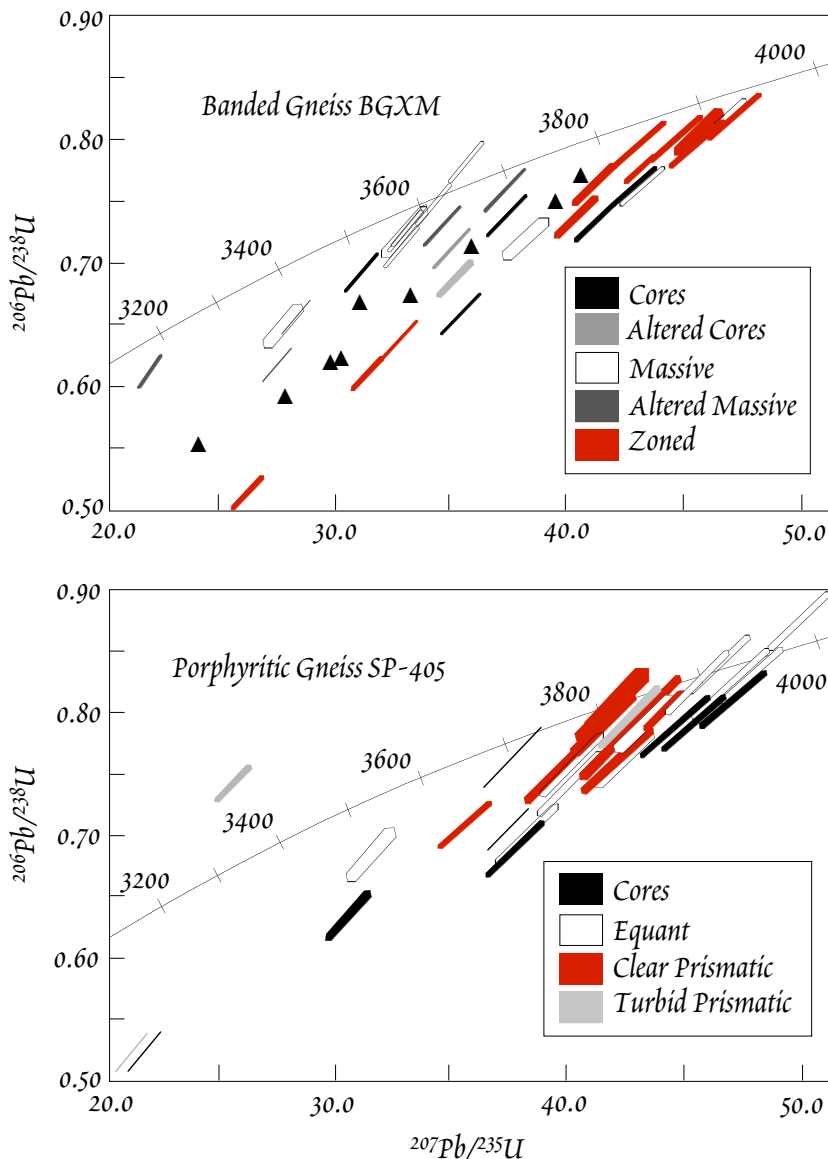 0.90
4000
Banded Gneiss BGXM
0.80
3800
3600
²⁰⁶Pb/²³⁸U
0.70
3400
3200
0.60
Cores
Altered Cores
Massive
Altered Massive
Zoned
0.50
20.0 30.0 40.0 50.0
0.90
Porphyritic Gneiss SP-405
3800
4000
0.80
3600
²⁰⁶Pb/²³⁸U
0.70
3400
3200
0.60
Cores
Equant
Clear Prismatic
Turbid Prismatic
0.50
20.0 30.0 40.0 50.0
²⁰⁷Pb/²³⁵U